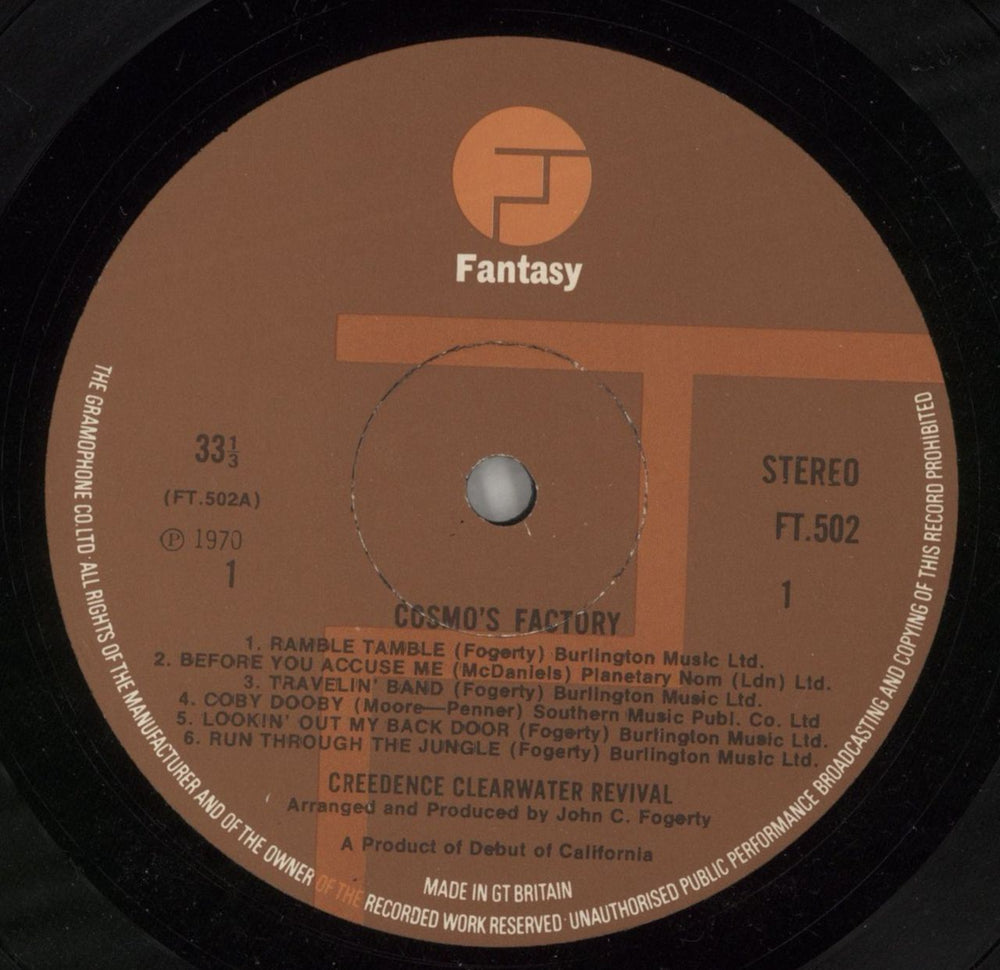 Fantasy
33⅓
(FT.502A)
℗ 1970
1
STEREO
FT.502
1
COSMO'S FACTORY
1. RAMBLE TAMBLE (Fogerty) Burlington Music Ltd.
2. BEFORE YOU ACCUSE ME (McDaniels) Planetary Nom (Ldn) Ltd.
3. TRAVELIN' BAND (Fogerty) Burlington Music Ltd.
4. COBY DOOBY (Moore—Penner) Southern Music Publ. Co. Ltd
5. LOOKIN' OUT MY BACK DOOR (Fogerty) Burlington Music Ltd.
6. RUN THROUGH THE JUNGLE (Fogerty) Burlington Music Ltd.
CREEDENCE CLEARWATER REVIVAL
Arranged and Produced by John C. Fogerty
A Product of Debut of California
MADE IN GT BRITAIN
THE GRAMOPHONE CO. LTD · ALL RIGHTS OF THE MANUFACTURER AND OF THE OWNER OF THE RECORDED WORK RESERVED · UNAUTHORISED PUBLIC PERFORMANCE BROADCASTING AND COPYING OF THIS RECORD PROHIBITED